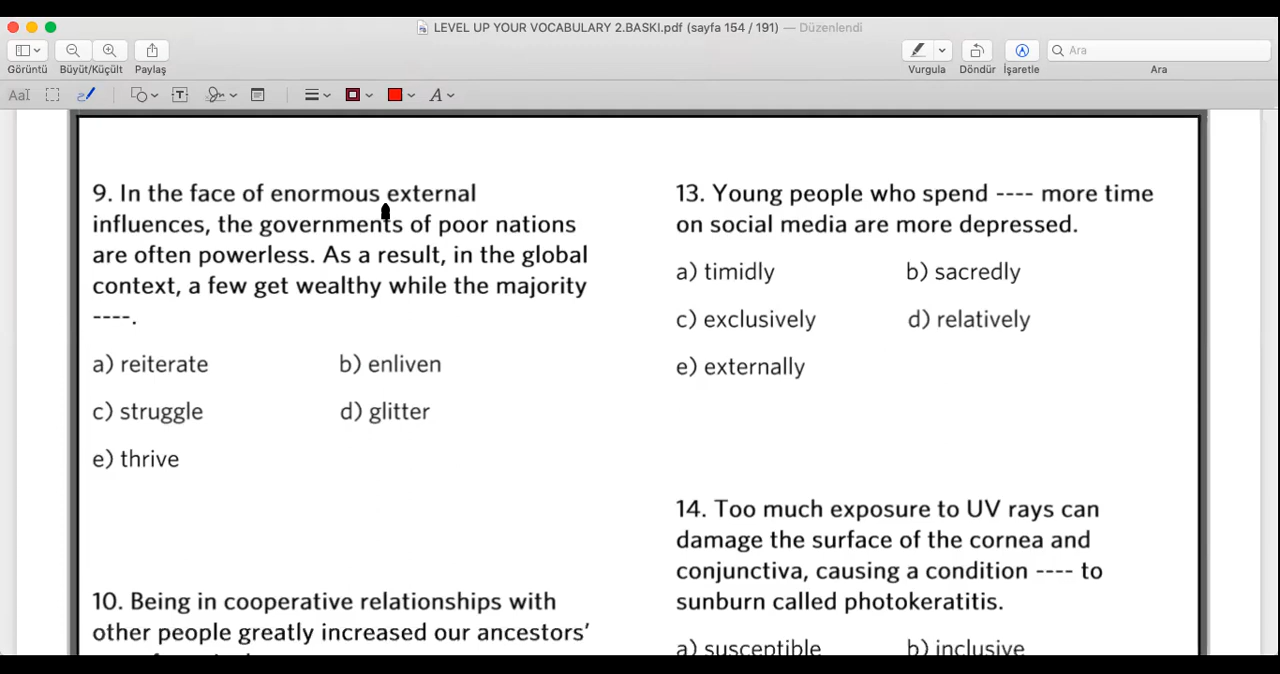 LEVEL UP YOUR VOCABULARY 2.BASKI.pdf (sayfa 154 / 191) — Düzenlendi
Görüntü Büyüt/Küçült Paylaş Vurgula Döndür İşaretle Ara
Ara
AaI T A
9. In the face of enormous external
influences, the governments of poor nations
are often powerless. As a result, in the global
context, a few get wealthy while the majority
----.
a) reiterate b) enliven
c) struggle d) glitter
e) thrive
10. Being in cooperative relationships with
other people greatly increased our ancestors’
13. Young people who spend ---- more time
on social media are more depressed.
a) timidly b) sacredly
c) exclusively d) relatively
e) externally
14. Too much exposure to UV rays can
damage the surface of the cornea and
conjunctiva, causing a condition ---- to
sunburn called photokeratitis.
a) susceptible b) inclusive